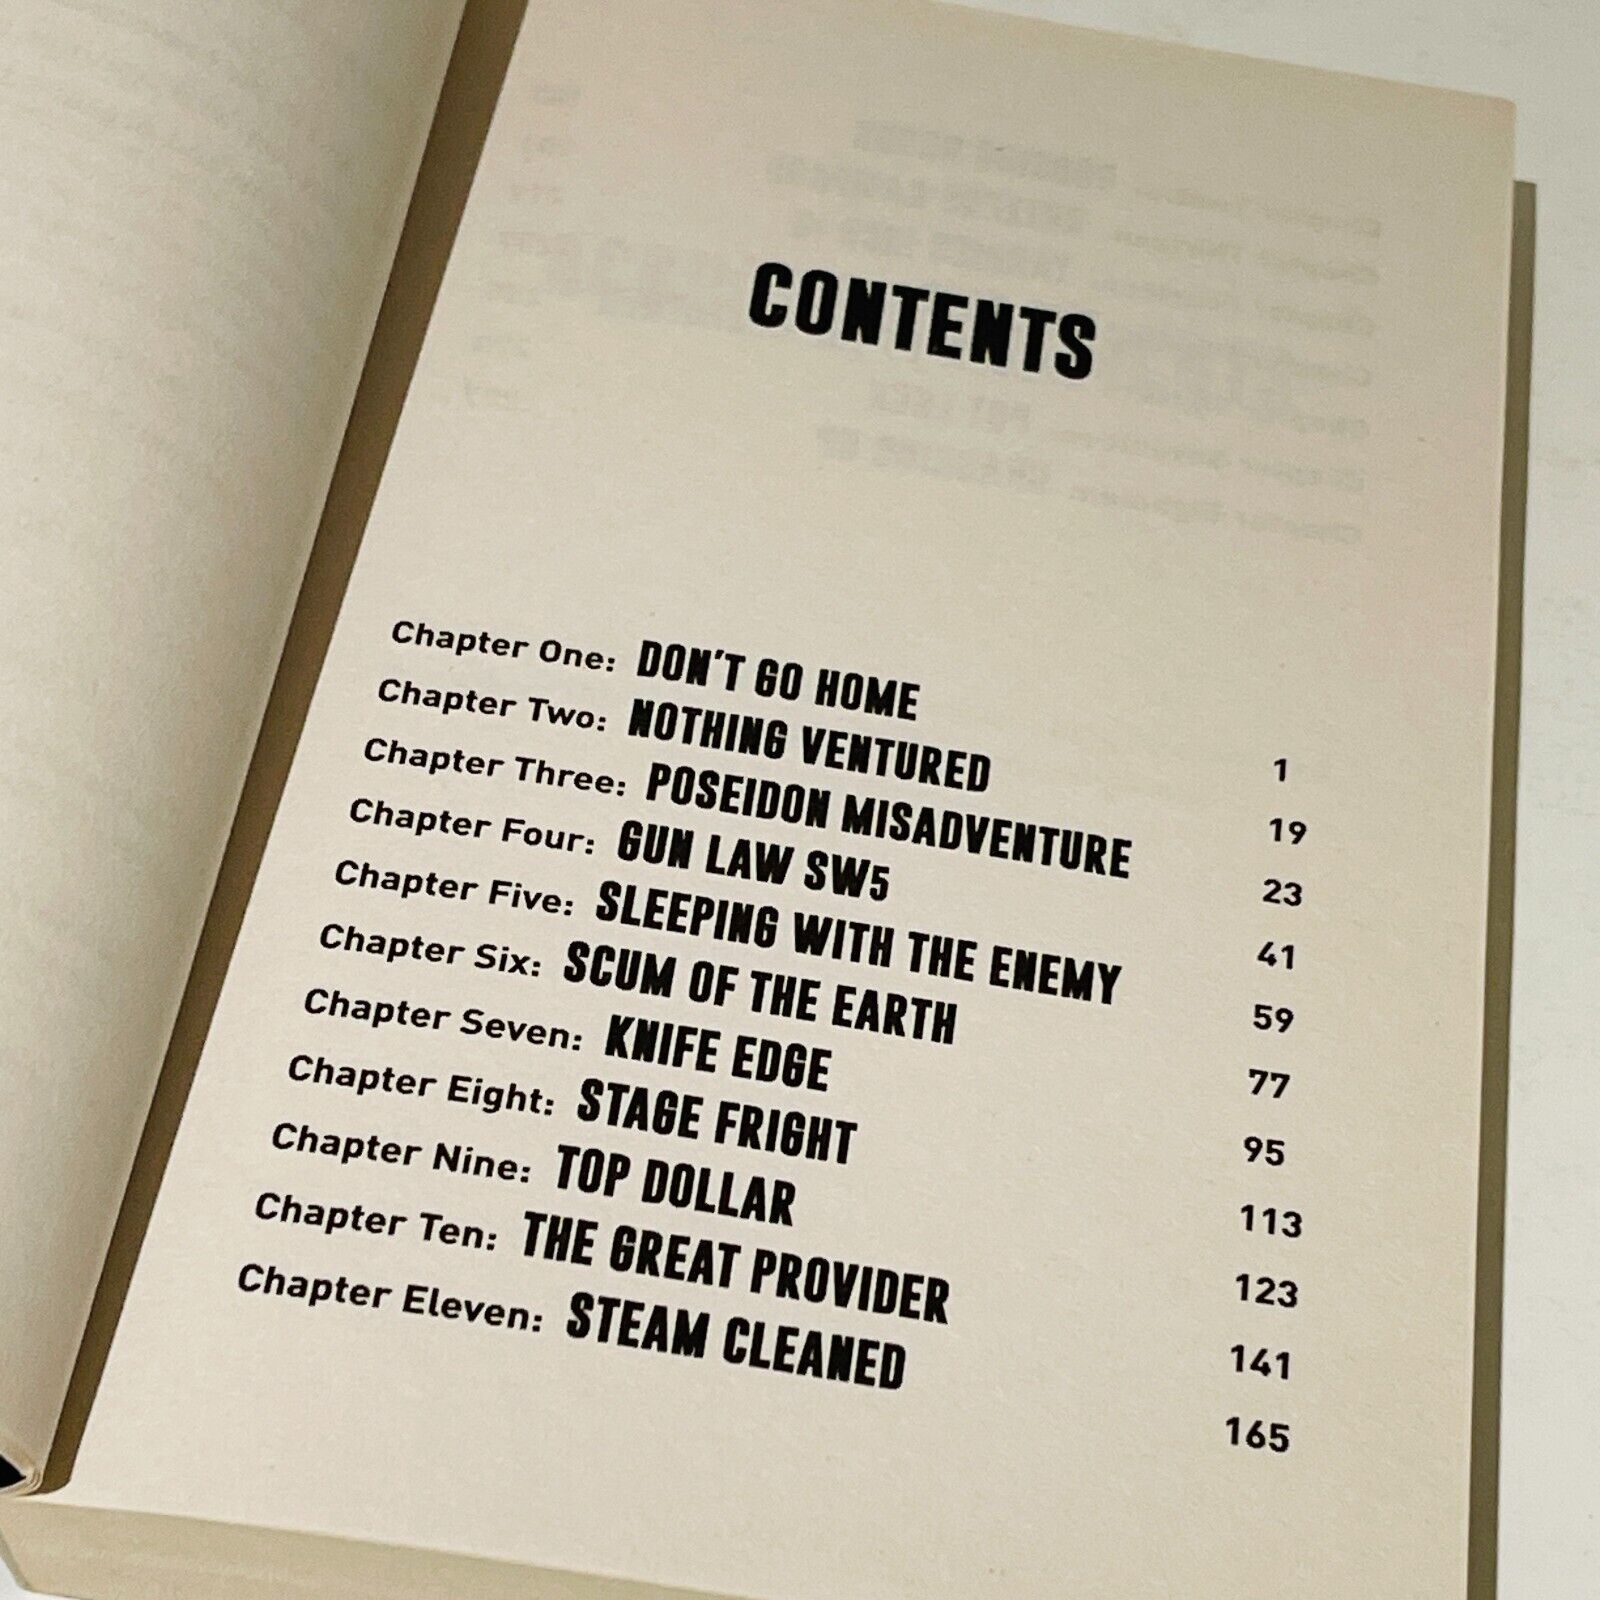 CONTENTS
Chapter One: DON'T GO HOME 1
Chapter Two: NOTHING VENTURED 19
Chapter Three: POSEIDON MISADVENTURE 23
Chapter Four: GUN LAW SW5 41
Chapter Five: SLEEPING WITH THE ENEMY 59
Chapter Six: SCUM OF THE EARTH 77
Chapter Seven: KNIFE EDGE 95
Chapter Eight: STAGE FRIGHT 113
Chapter Nine: TOP DOLLAR 123
Chapter Ten: THE GREAT PROVIDER 141
Chapter Eleven: STEAM CLEANED 165